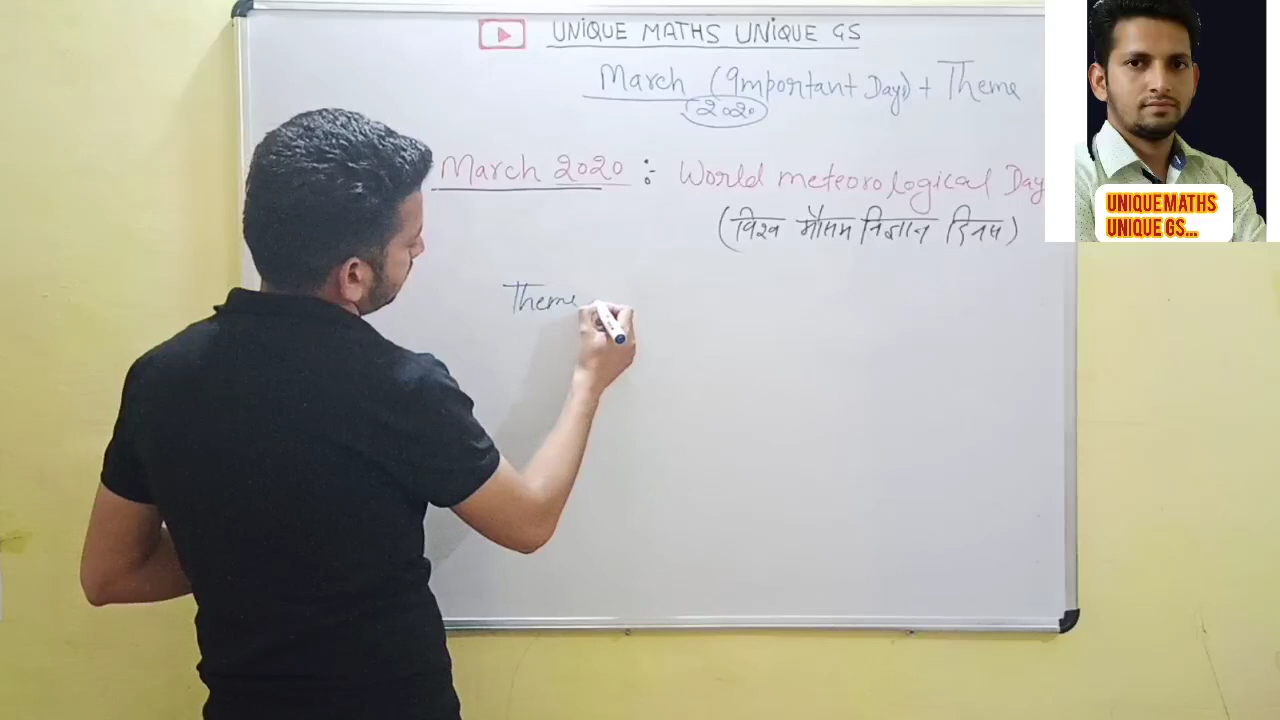 UNIQUE MATHS UNIQUE GS
March (Important Days) + Theme
2020
March 2020 : World meteorological Day
(विश्व मौसम विज्ञान दिवस)
Theme
UNIQUE MATHS
UNIQUE GS...